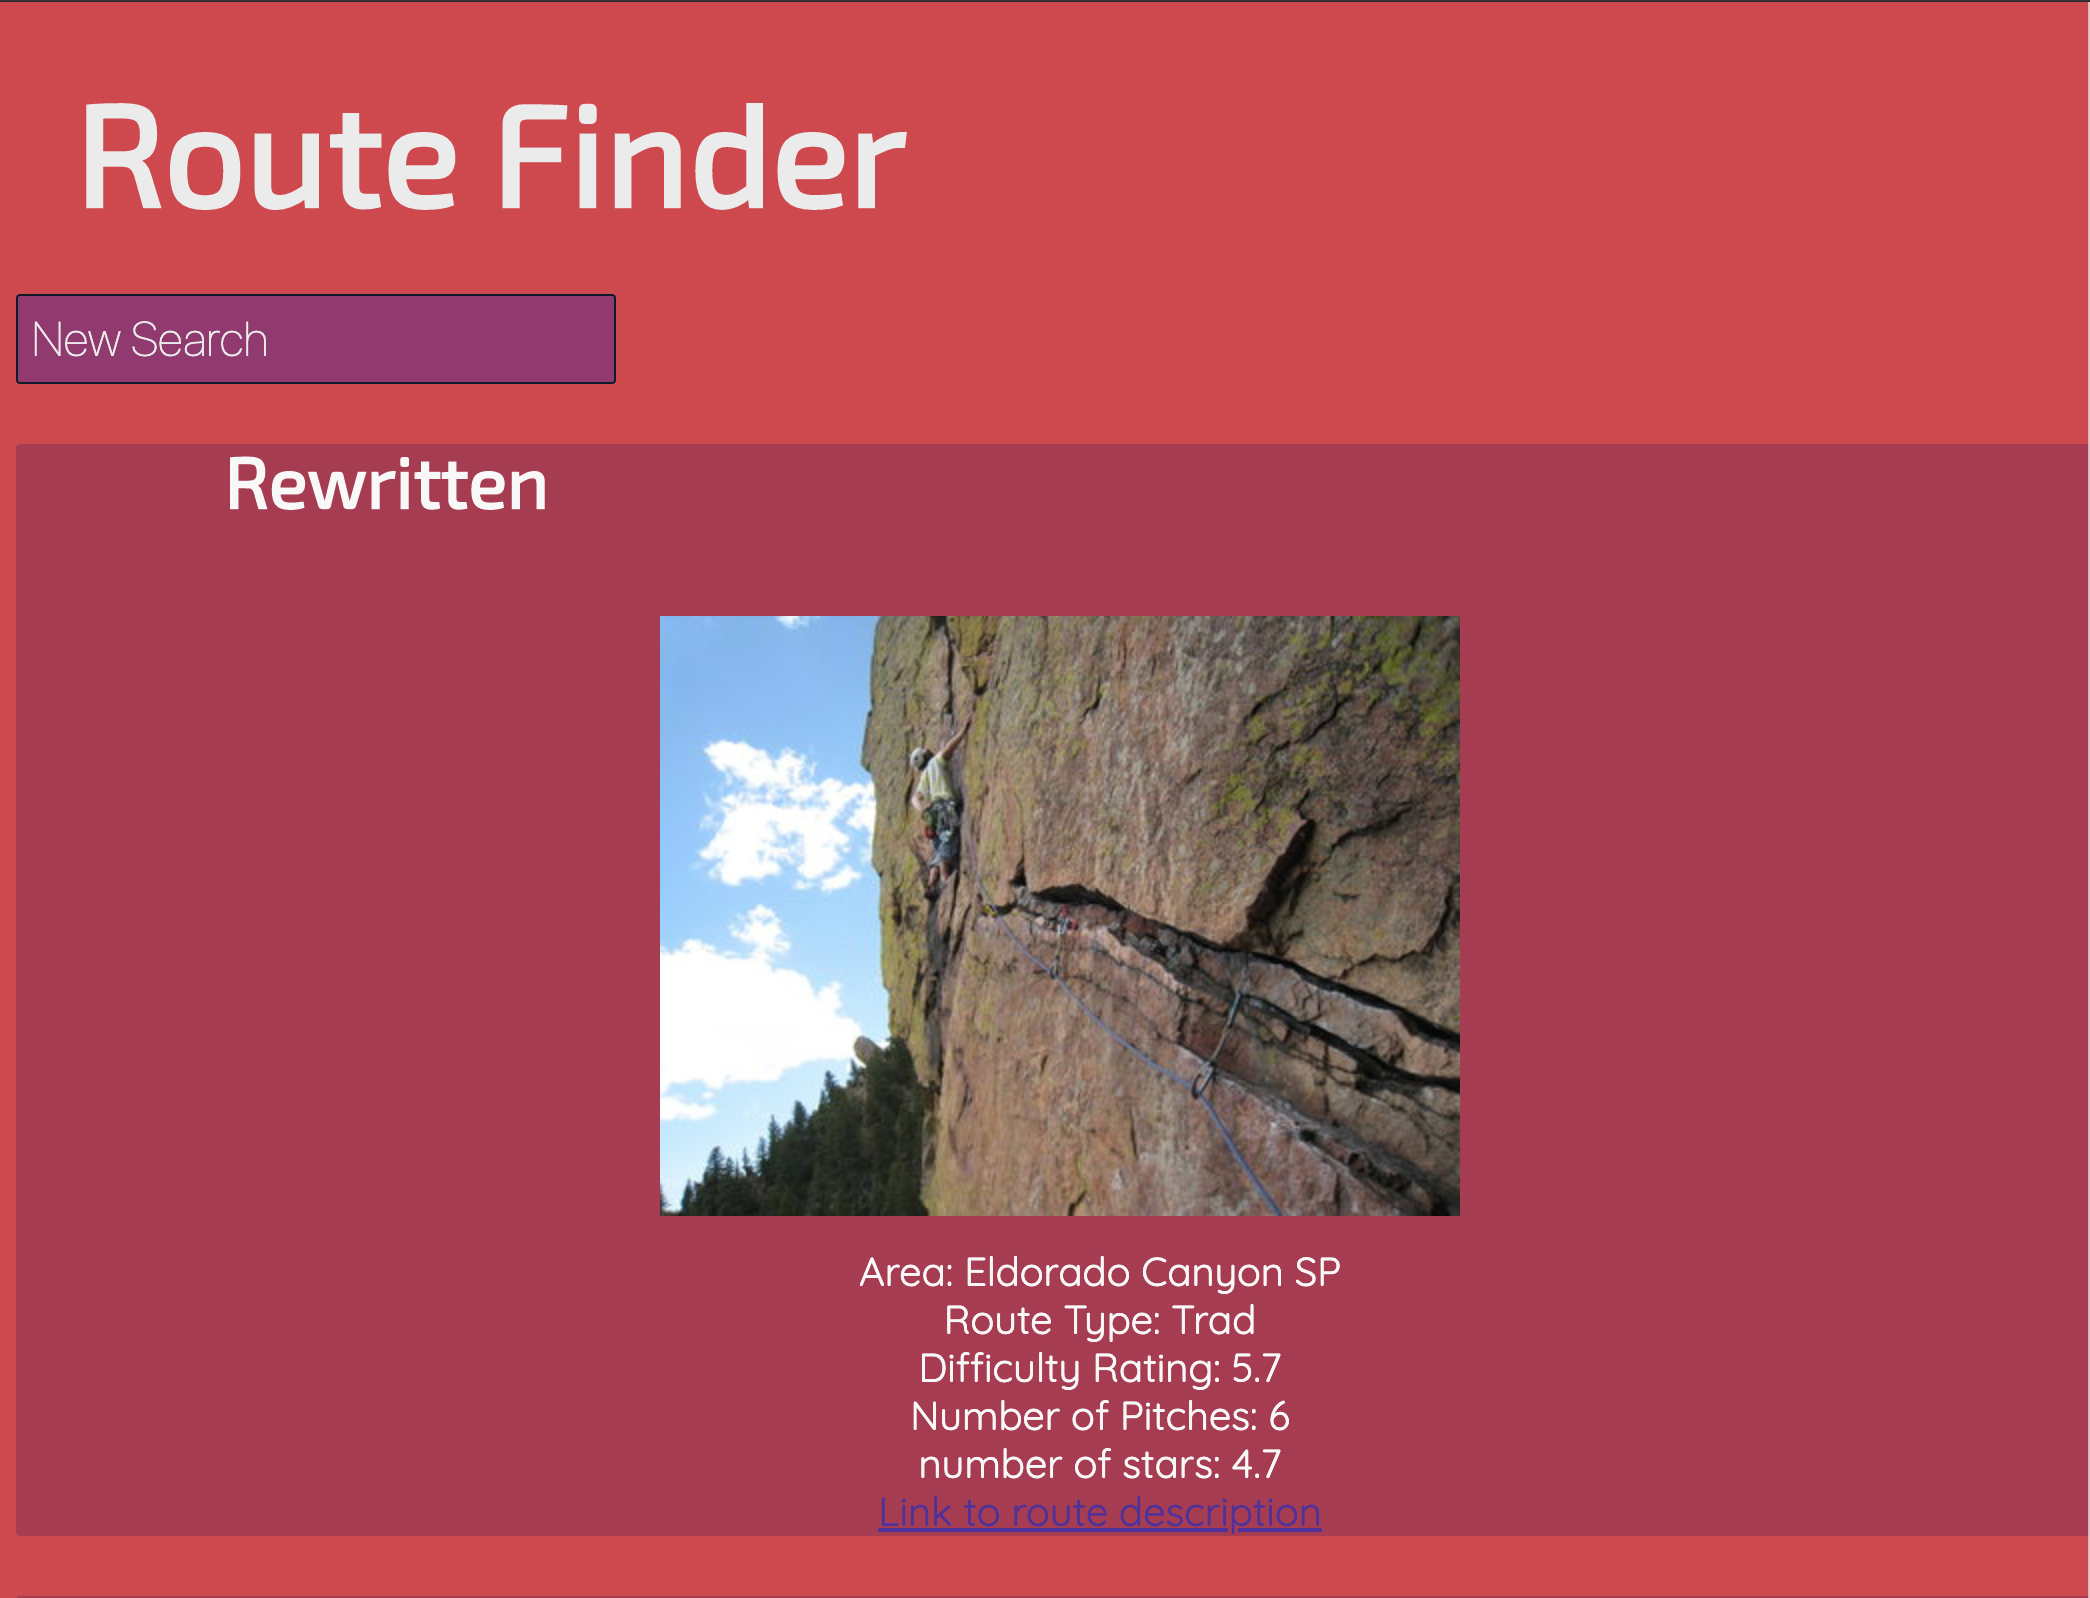 Route Finder
New Search
Rewritten
Area: Eldorado Canyon SP
Route Type: Trad
Difficulty Rating: 5.7
Number of Pitches: 6
number of stars: 4.7
Link to route description